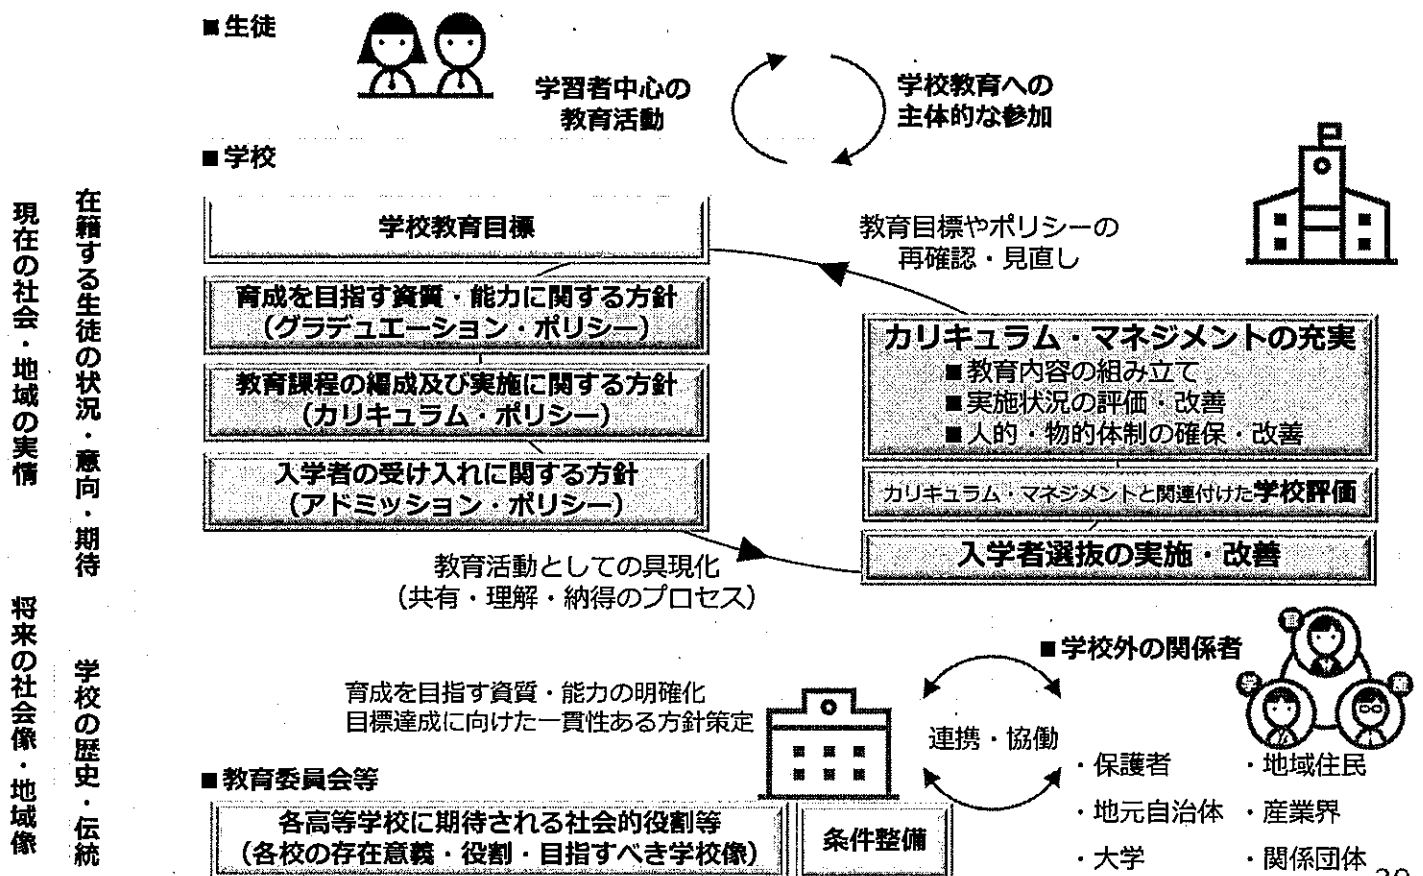 ■生徒
学習者中心の
教育活動
学校教育への
主体的な参加
■学校
現在の社会・地域の実情
在籍する生徒の状況・意向・期待
将来の社会像・地域像
学校の歴史・伝統
学校教育目標
育成を目指す資質・能力に関する方針
（グラデュエーション・ポリシー）
教育課程の編成及び実施に関する方針
（カリキュラム・ポリシー）
入学者の受け入れに関する方針
（アドミッション・ポリシー）
教育目標やポリシーの
再確認・見直し
カリキュラム・マネジメントの充実
■教育内容の組み立て
■実施状況の評価・改善
■人的・物的体制の確保・改善
カリキュラム・マネジメントと関連付けた学校評価
入学者選抜の実施・改善
教育活動としての具現化
（共有・理解・納得のプロセス）
育成を目指す資質・能力の明確化
目標達成に向けた一貫性ある方針策定
■教育委員会等
各高等学校に期待される社会的役割等
（各校の存在意義・役割・目指すべき学校像）
条件整備
■学校外の関係者
連携・協働
・保護者
・地域住民
・地元自治体
・産業界
・大学
・関係団体